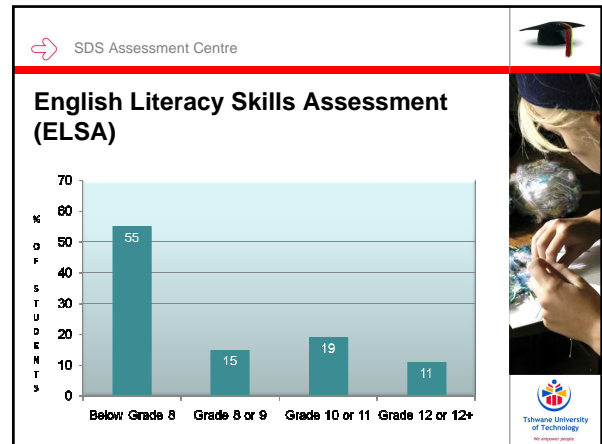 SDS Assessment Centre
English Literacy Skills Assessment
(ELSA)
% OF STUDENTS
70
60
50
40
30
20
10
0
55
15
19
11
Below Grade 8
Grade 8 or 9
Grade 10 or 11
Grade 12 or 12+
Tshwane University
of Technology
We empower people